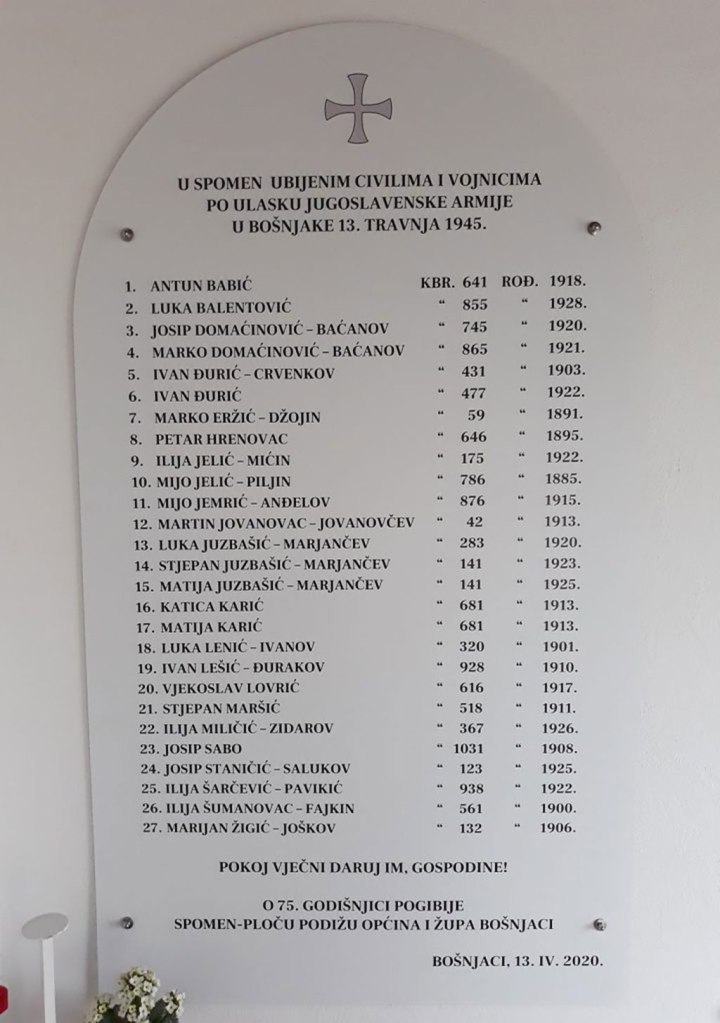 U SPOMEN UBIJENIM CIVILIMA I VOJNICIMA
PO ULASKU JUGOSLAVENSKE ARMIJE
U BOŠNJAKE 13. TRAVNJA 1945.
1. ANTUN BABIĆ KBR. 641 ROĐ. 1918.
2. LUKA BALENTOVIĆ “ 855 “ 1928.
3. JOSIP DOMAĆINOVIĆ – BAĆANOV “ 745 “ 1920.
4. MARKO DOMAĆINOVIĆ – BAĆANOV “ 865 “ 1921.
5. IVAN ĐURIĆ – CRVENKOV “ 431 “ 1903.
6. IVAN ĐURIĆ “ 477 “ 1922.
7. MARKO ERŽIĆ – DŽOJIN “ 59 “ 1891.
8. PETAR HRENOVAC “ 646 “ 1895.
9. ILIJA JELIĆ – MIĆIN “ 175 “ 1922.
10. MIJO JELIĆ – PILJIN “ 786 “ 1885.
11. MIJO JEMRIĆ – ANĐELOV “ 876 “ 1915.
12. MARTIN JOVANOVAC – JOVANOVČEV “ 42 “ 1913.
13. LUKA JUZBAŠIĆ – MARJANČEV “ 283 “ 1920.
14. STJEPAN JUZBAŠIĆ – MARJANČEV “ 141 “ 1923.
15. MATIJA JUZBAŠIĆ – MARJANČEV “ 141 “ 1925.
16. KATICA KARIĆ “ 681 “ 1913.
17. MATIJA KARIĆ “ 681 “ 1913.
18. LUKA LENIĆ – IVANOV “ 320 “ 1901.
19. IVAN LEŠIĆ – ĐURAKOV “ 928 “ 1910.
20. VJEKOSLAV LOVRIĆ “ 616 “ 1917.
21. STJEPAN MARŠIĆ “ 518 “ 1911.
22. ILIJA MILIČIĆ – ZIDAROV “ 367 “ 1926.
23. JOSIP SABO “ 1031 “ 1908.
24. JOSIP STANIČIĆ – SALUKOV “ 123 “ 1925.
25. ILIJA ŠARČEVIĆ – PAVIKIĆ “ 938 “ 1922.
26. ILIJA ŠUMANOVAC – FAJKIN “ 561 “ 1900.
27. MARIJAN ŽIGIĆ – JOŠKOV “ 132 “ 1906.
POKOJ VJEČNI DARUJ IM, GOSPODINE!
O 75. GODIŠNJICI POGIBIJE
SPOMEN-PLOČU PODIŽU OPĆINA I ŽUPA BOŠNJACI
BOŠNJACI, 13. IV. 2020.